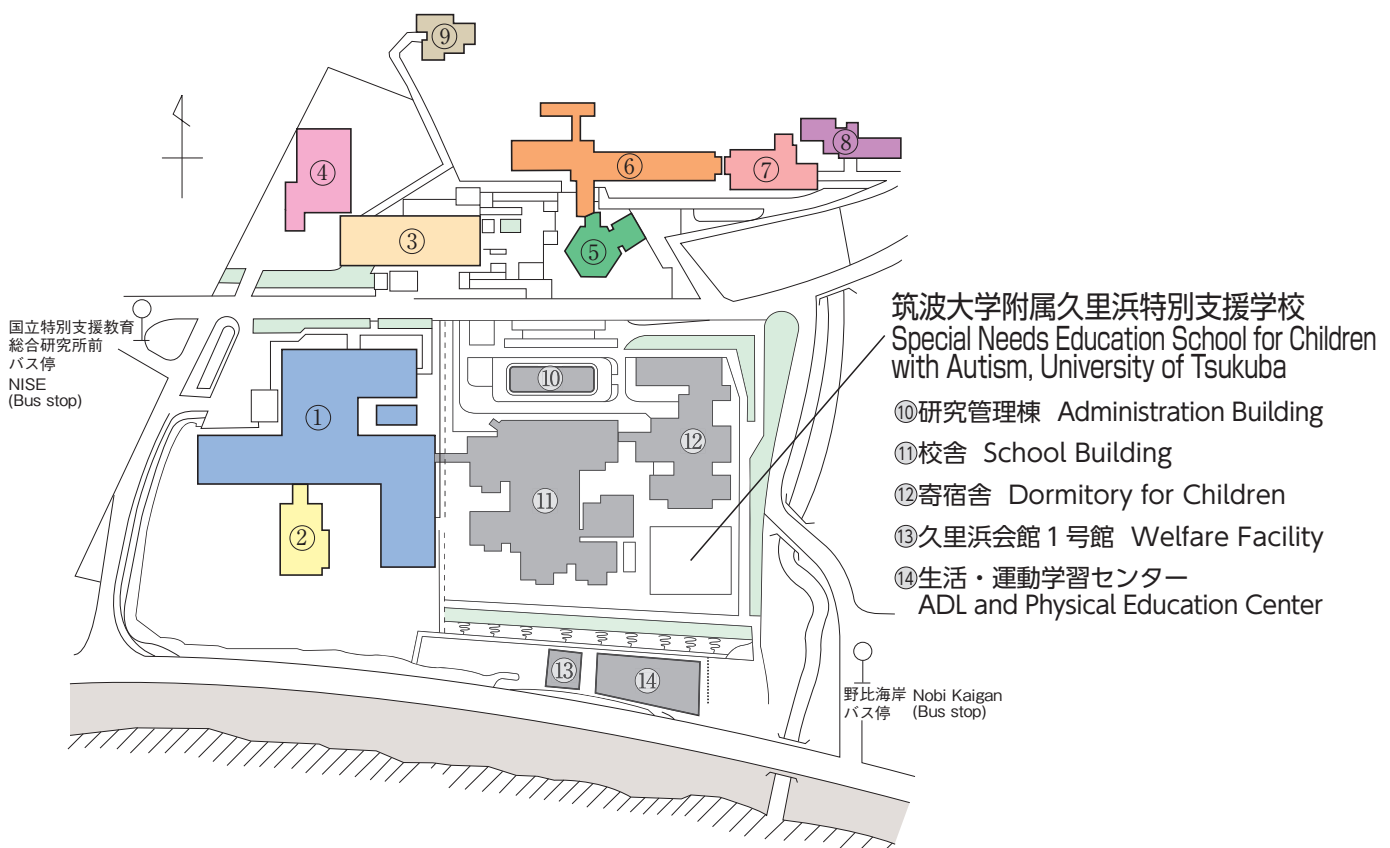 ⑨
④
⑥
⑦
⑧
③
⑤
国立特別支援教育
総合研究所前
バス停
NISE
(Bus stop)
①
②
⑩
⑪
⑫
⑬
⑭
筑波大学附属久里浜特別支援学校
Special Needs Education School for Children
with Autism, University of Tsukuba
⑩研究管理棟 Administration Building
⑪校舎 School Building
⑫寄宿舎 Dormitory for Children
⑬久里浜会館1号館 Welfare Facility
⑭生活・運動学習センター
ADL and Physical Education Center
野比海岸 Nobi Kaigan
バス停 (Bus stop)